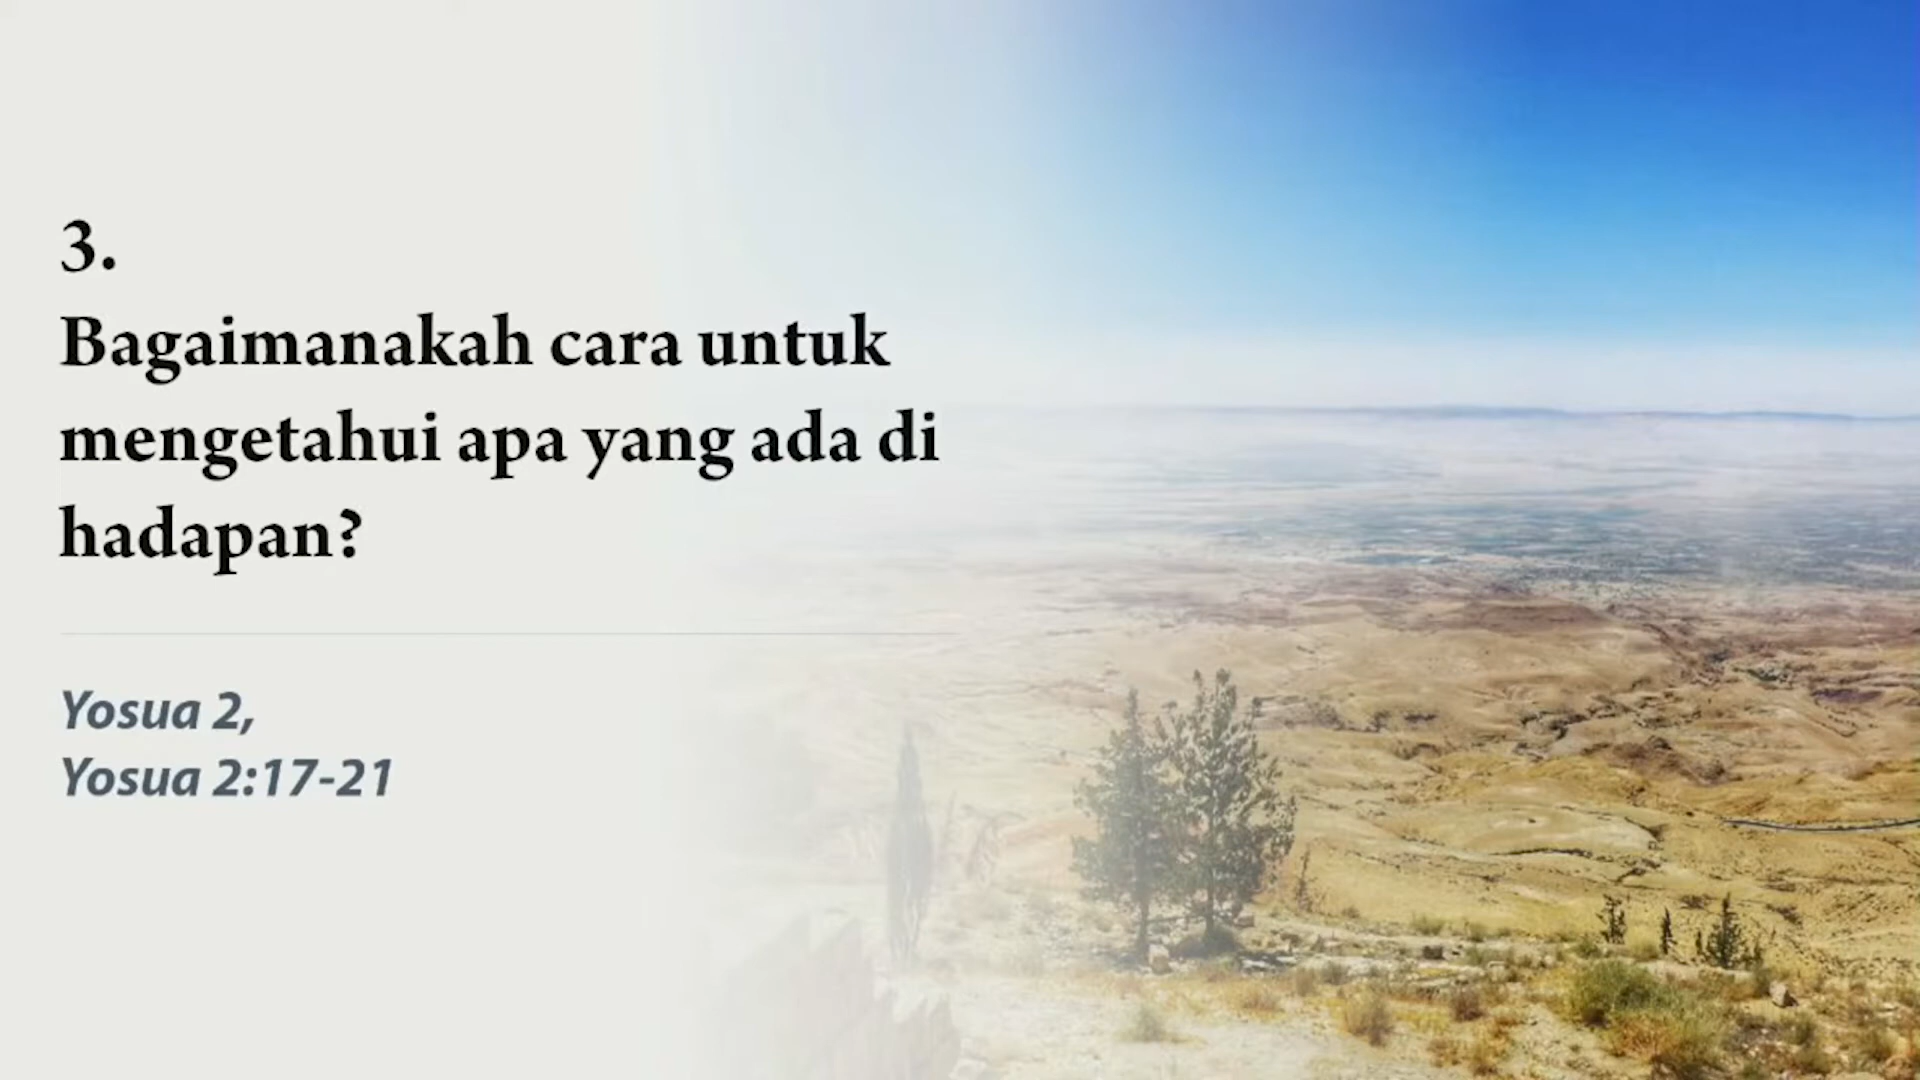 3.
Bagaimanakah cara untuk
mengetahui apa yang ada di
hadapan?
Yosua 2,
Yosua 2:17-21